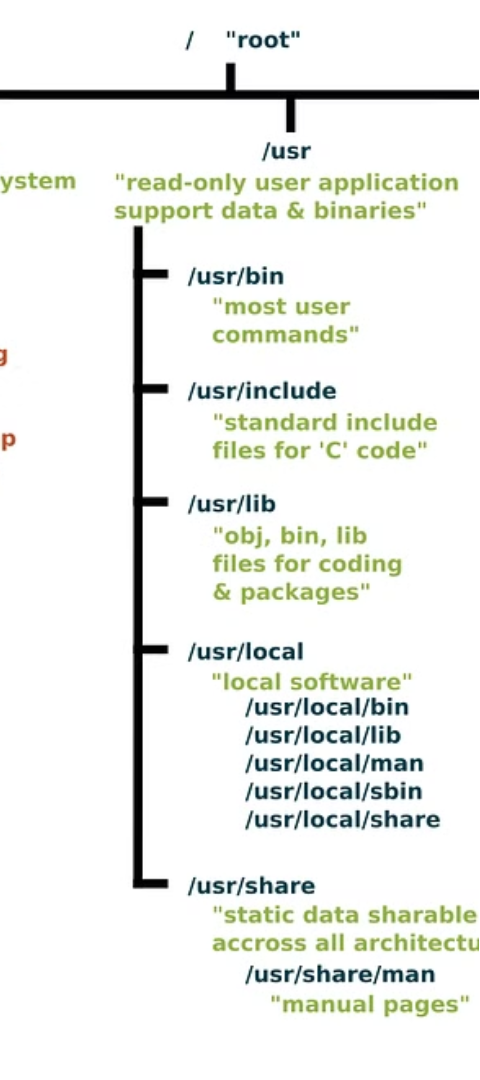 / "root"
/usr
ystem
"read-only user application
support data & binaries"
/usr/bin
"most user
commands"
g
/usr/include
"standard include
p
files for 'C' code"
/usr/lib
"obj, bin, lib
files for coding
& packages"
/usr/local
"local software"
/usr/local/bin
/usr/local/lib
/usr/local/man
/usr/local/sbin
/usr/local/share
/usr/share
"static data sharable
accross all architectu
/usr/share/man
"manual pages"